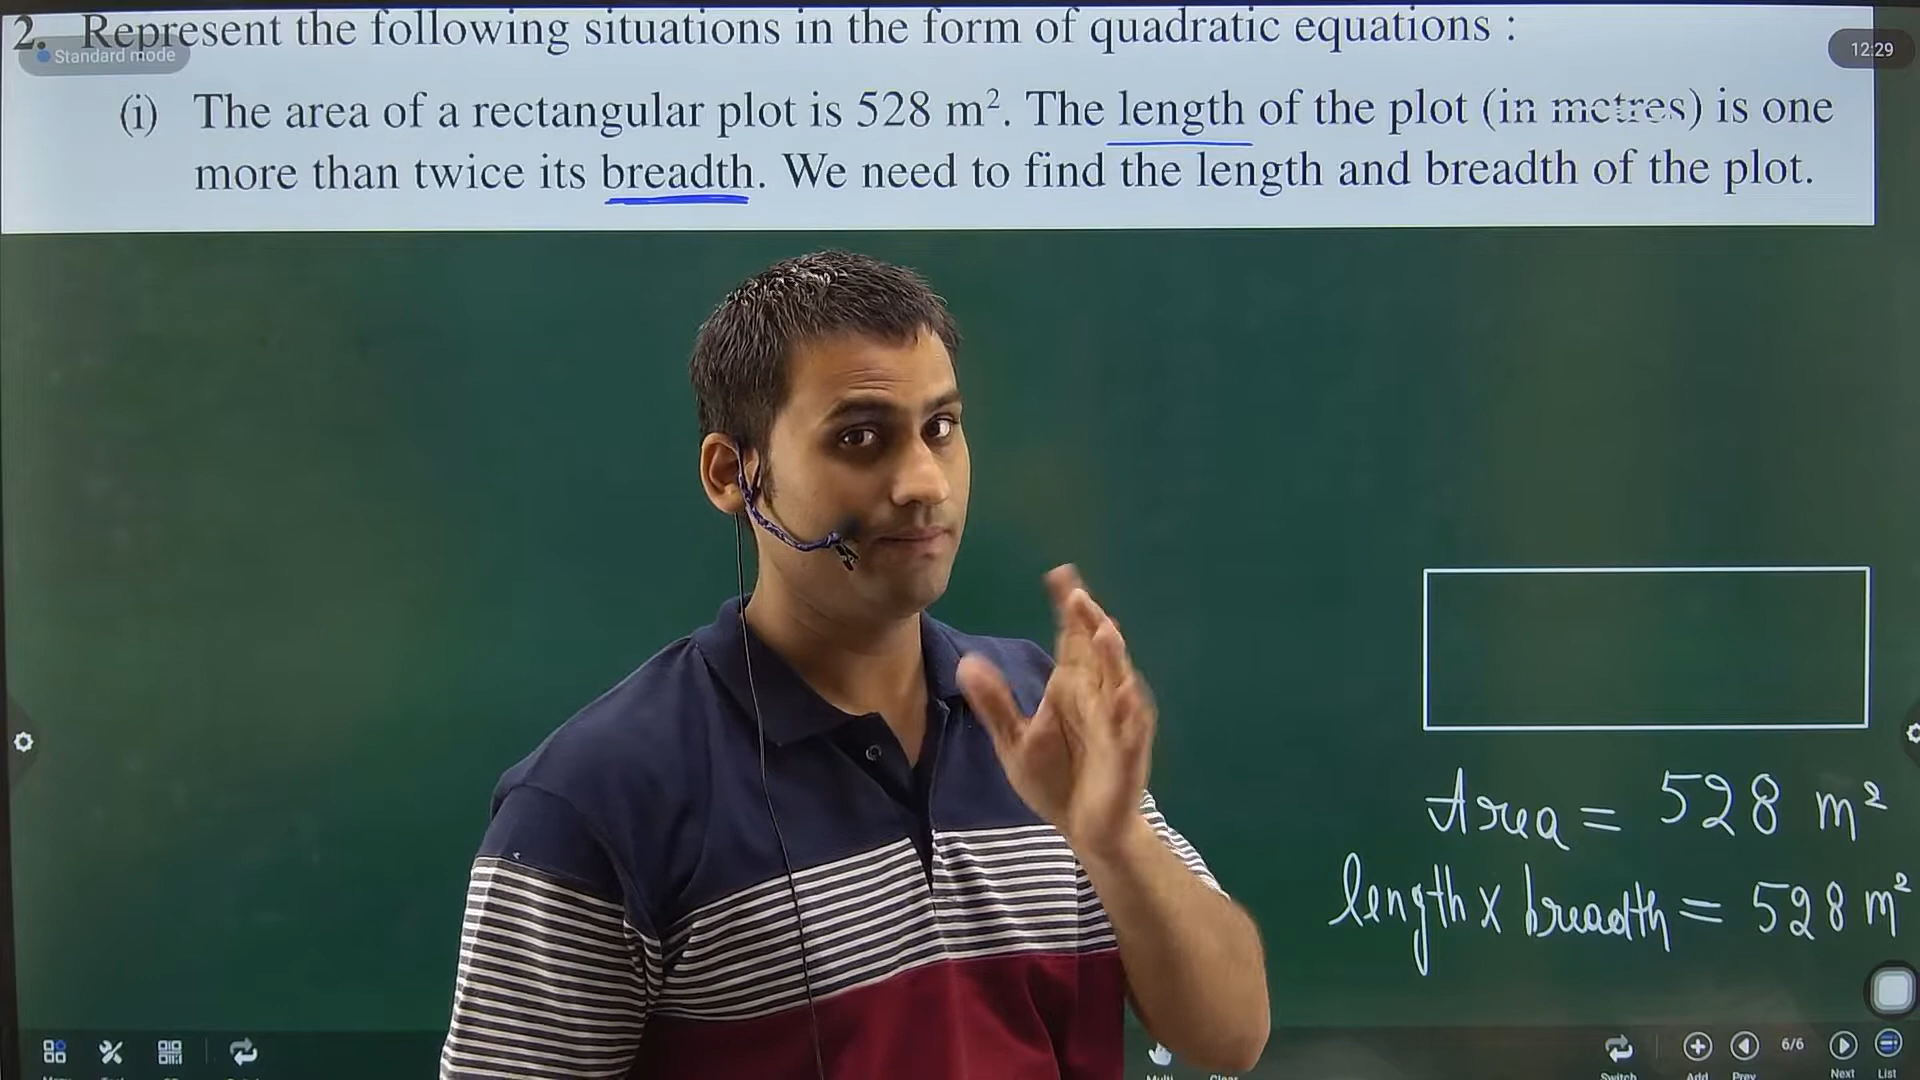 2. Represent the following situations in the form of quadratic equations :
Standard mode
12:29
(i) The area of a rectangular plot is 528 m². The length of the plot (in metres) is one
more than twice its breadth. We need to find the length and breadth of the plot.
Area = 528 m²
length x breadth = 528 m²
6/6
Switch Add Prev Next List
Multi Clear